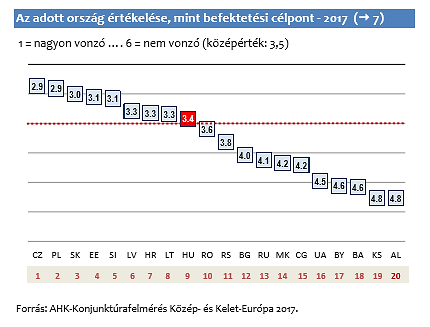 Az adott ország értékelése, mint befektetési célpont - 2017 (→ 7)
1 = nagyon vonzó .... 6 = nem vonzó (középérték: 3,5)
2.9 2.9 3.0 3.1 3.1 3.3 3.3 3.3 3.4 3.6 3.8 4.0 4.1 4.2 4.2 4.5 4.6 4.6 4.8 4.8
CZ PL SK EE SI LV HR LT HU RO RS BG RU MK CG UA BY BA KS AL
1 2 3 4 5 6 7 8 9 10 11 12 13 14 15 16 17 18 19 20
Forrás: AHK-Konjunktúrafelmérés Közép- és Kelet-Európa 2017.